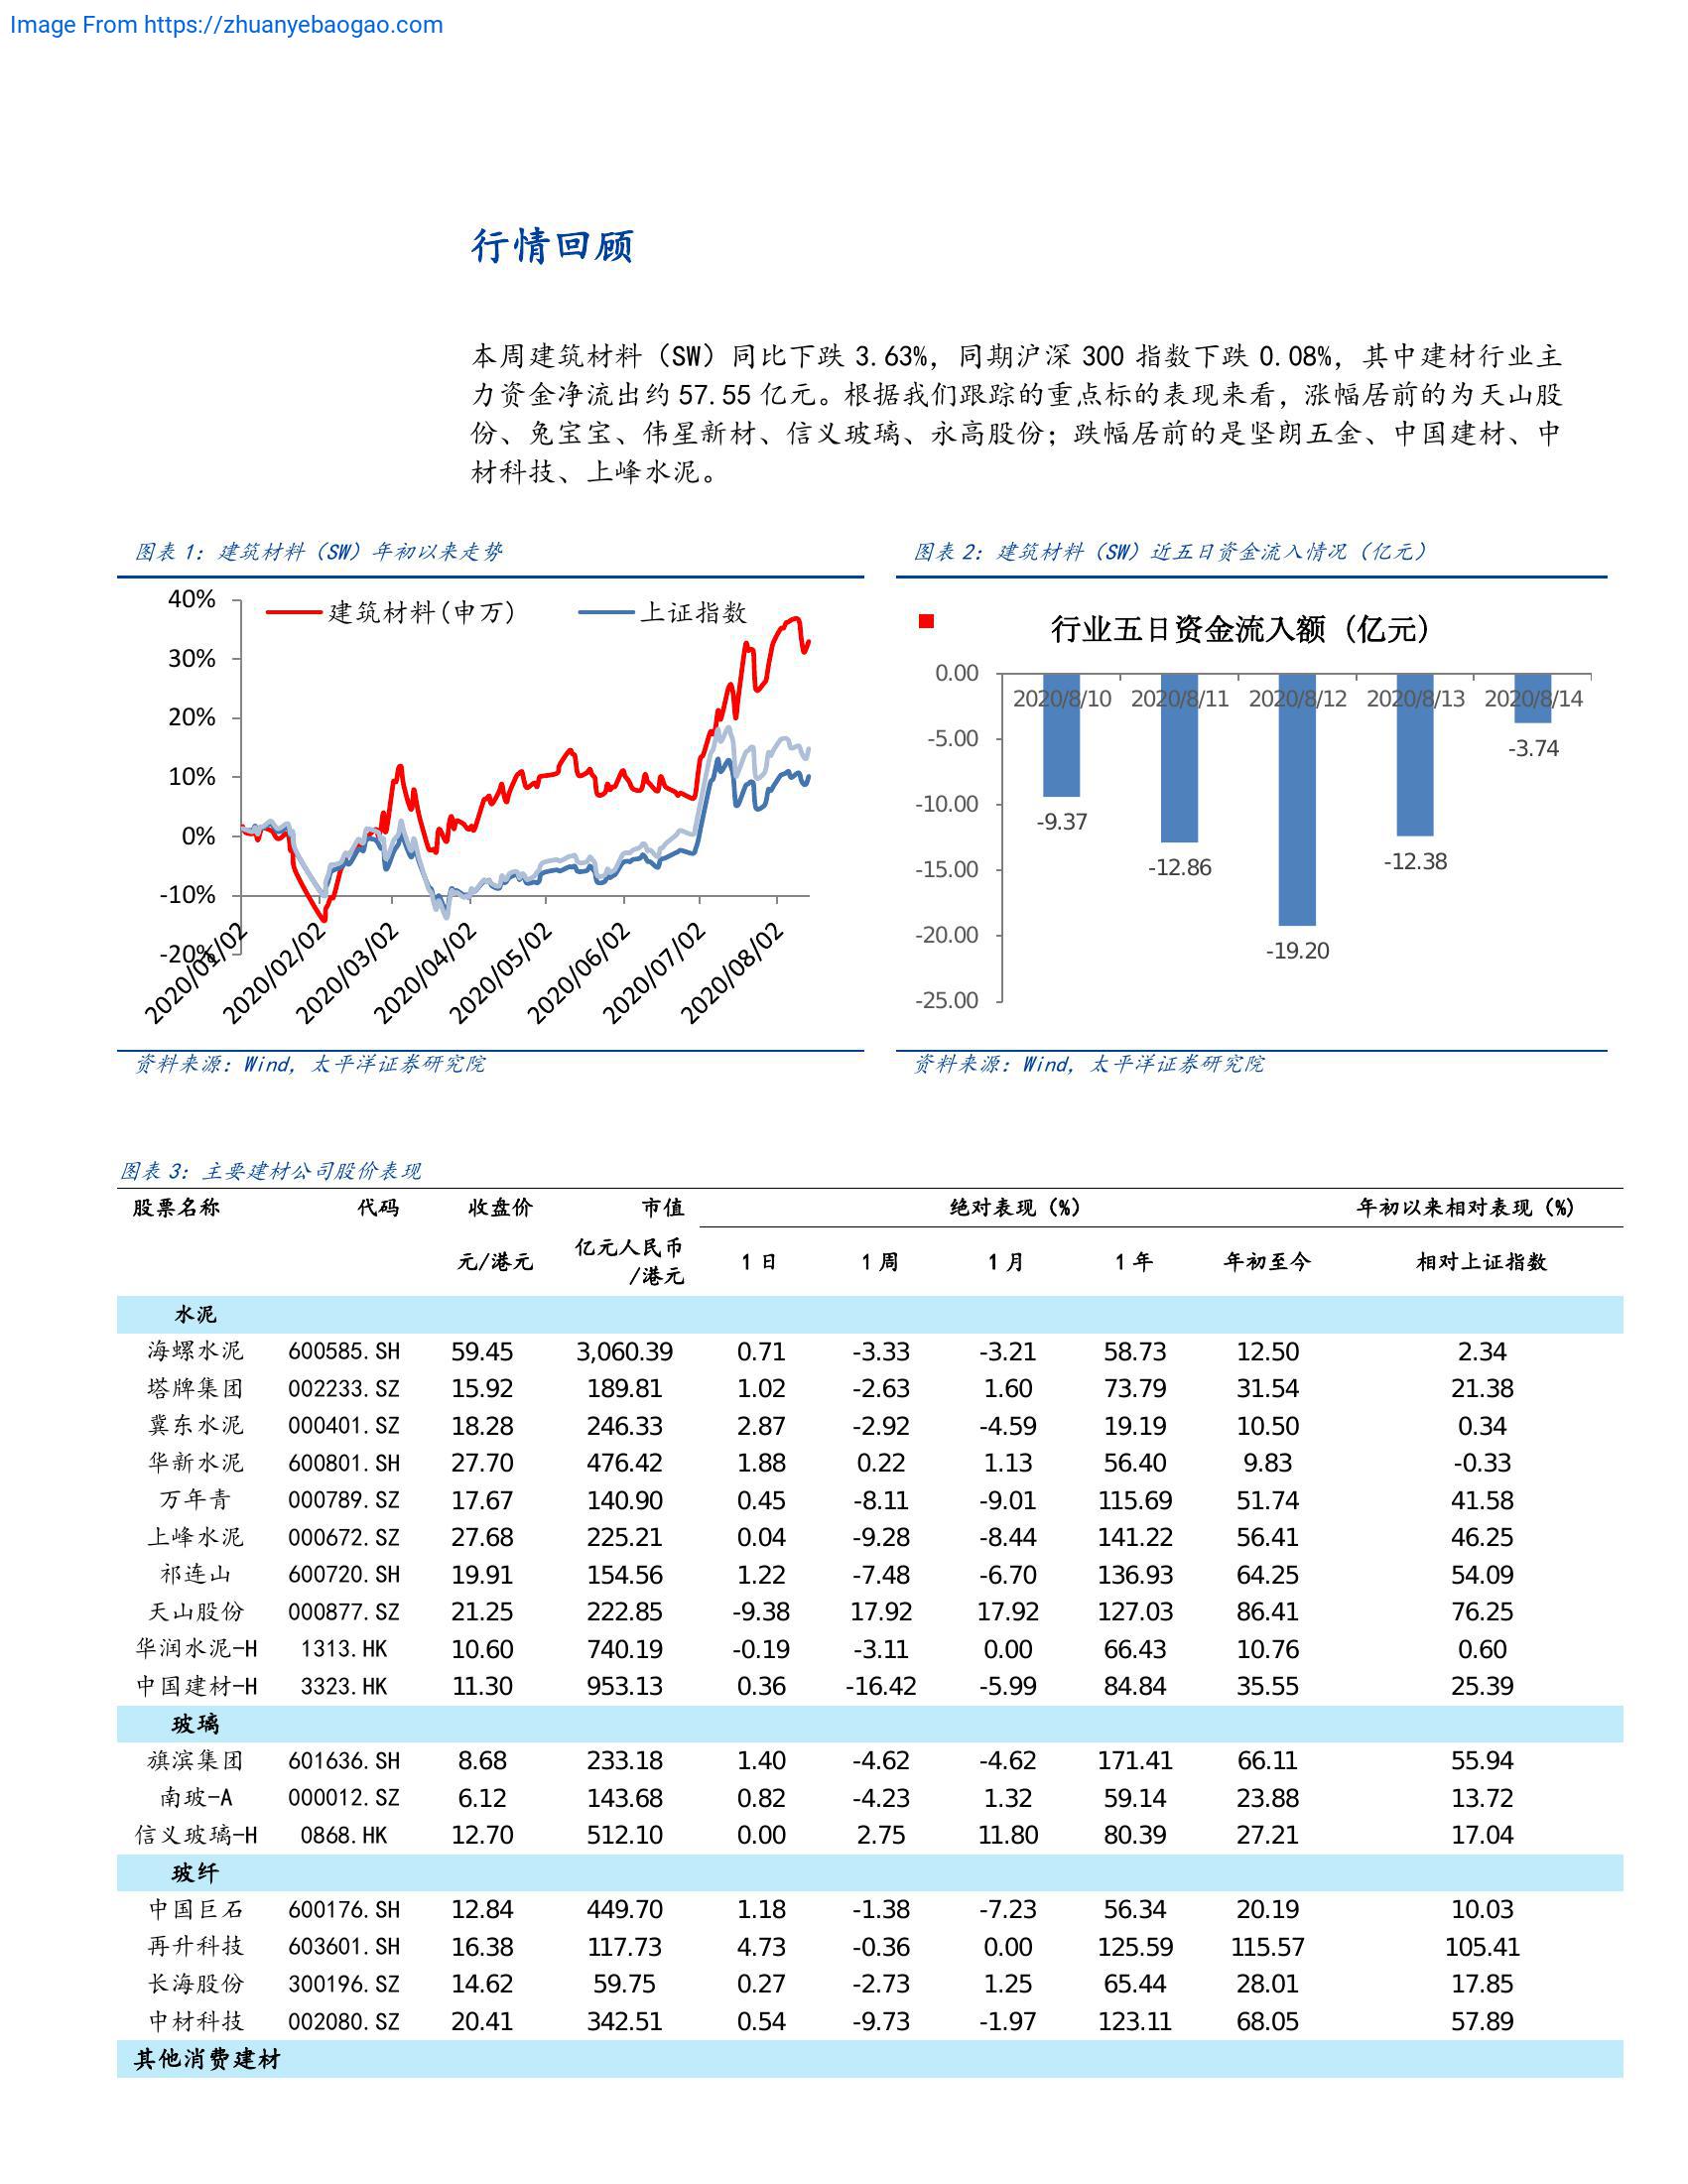 Image From https://zhuanyebaogao.com
行情回顾
本周建筑材料（SW）同比下跌 3.63%，同期沪深 300 指数下跌 0.08%，其中建材行业主
力资金净流出约 57.55 亿元。根据我们跟踪的重点标的表现来看，涨幅居前的为天山股
份、兔宝宝、伟星新材、信义玻璃、永高股份；跌幅居前的是坚朗五金、中国建材、中
材科技、上峰水泥。
图表 1：建筑材料（SW）年初以来走势
40%
30%
20%
10%
0%
-10%
-20%
建筑材料(申万)
上证指数
2020/01/02
2020/02/02
2020/03/02
2020/04/02
2020/05/02
2020/06/02
2020/07/02
2020/08/02
资料来源：Wind，太平洋证券研究院
图表 2：建筑材料（SW）近五日资金流入情况（亿元）
行业五日资金流入额（亿元）
0.00
-5.00
-10.00
-15.00
-20.00
-25.00
2020/8/10 2020/8/11 2020/8/12 2020/8/13 2020/8/14
-9.37
-12.86
-19.20
-12.38
-3.74
资料来源：Wind，太平洋证券研究院
图表 3：主要建材公司股价表现
股票名称 代码 收盘价 市值 绝对表现（%） 年初以来相对表现（%）
元/港元 亿元人民币/港元 1 日 1 周 1 月 1 年 年初至今 相对上证指数
水泥
海螺水泥 600585.SH 59.45 3,060.39 0.71 -3.33 -3.21 58.73 12.50 2.34
塔牌集团 002233.SZ 15.92 189.81 1.02 -2.63 1.60 73.79 31.54 21.38
冀东水泥 000401.SZ 18.28 246.33 2.87 -2.92 -4.59 19.19 10.50 0.34
华新水泥 600801.SH 27.70 476.42 1.88 0.22 1.13 56.40 9.83 -0.33
万年青 000789.SZ 17.67 140.90 0.45 -8.11 -9.01 115.69 51.74 41.58
上峰水泥 000672.SZ 27.68 225.21 0.04 -9.28 -8.44 141.22 56.41 46.25
祁连山 600720.SH 19.91 154.56 1.22 -7.48 -6.70 136.93 64.25 54.09
天山股份 000877.SZ 21.25 222.85 -9.38 17.92 17.92 127.03 86.41 76.25
华润水泥-H 1313.HK 10.60 740.19 -0.19 -3.11 0.00 66.43 10.76 0.60
中国建材-H 3323.HK 11.30 953.13 0.36 -16.42 -5.99 84.84 35.55 25.39
玻璃
旗滨集团 601636.SH 8.68 233.18 1.40 -4.62 -4.62 171.41 66.11 55.94
南玻-A 000012.SZ 6.12 143.68 0.82 -4.23 1.32 59.14 23.88 13.72
信义玻璃-H 0868.HK 12.70 512.10 0.00 2.75 11.80 80.39 27.21 17.04
玻纤
中国巨石 600176.SH 12.84 449.70 1.18 -1.38 -7.23 56.34 20.19 10.03
再升科技 603601.SH 16.38 117.73 4.73 -0.36 0.00 125.59 115.57 105.41
长海股份 300196.SZ 14.62 59.75 0.27 -2.73 1.25 65.44 28.01 17.85
中材科技 002080.SZ 20.41 342.51 0.54 -9.73 -1.97 123.11 68.05 57.89
其他消费建材